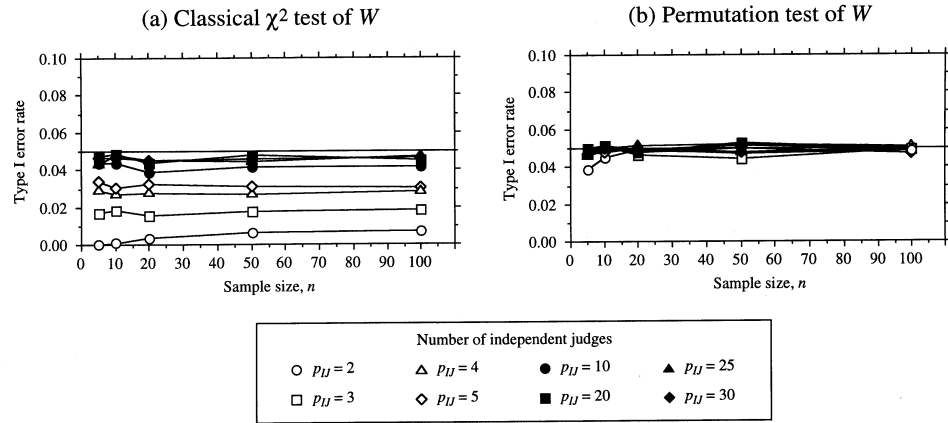 (a) Classical χ2 test of W
(b) Permutation test of W
Type I error rate
0.10
0.08
0.06
0.04
0.02
0.00
0 10 20 30 40 50 60 70 80 90 100
Sample size, n
Type I error rate
0.10
0.08
0.06
0.04
0.02
0.00
0 10 20 30 40 50 60 70 80 90 100
Sample size, n
Number of independent judges
pIJ = 2 pIJ = 4 pIJ = 10 pIJ = 25
pIJ = 3 pIJ = 5 pIJ = 20 pIJ = 30